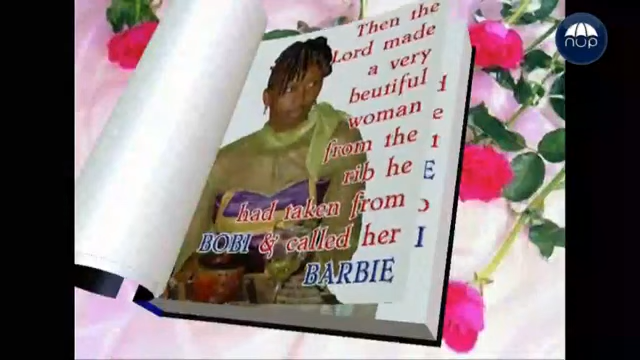 Then the
Lord made
a very
beutiful
woman
from the
rib he
had taken from
BOBI & called her
BARBIE
nup